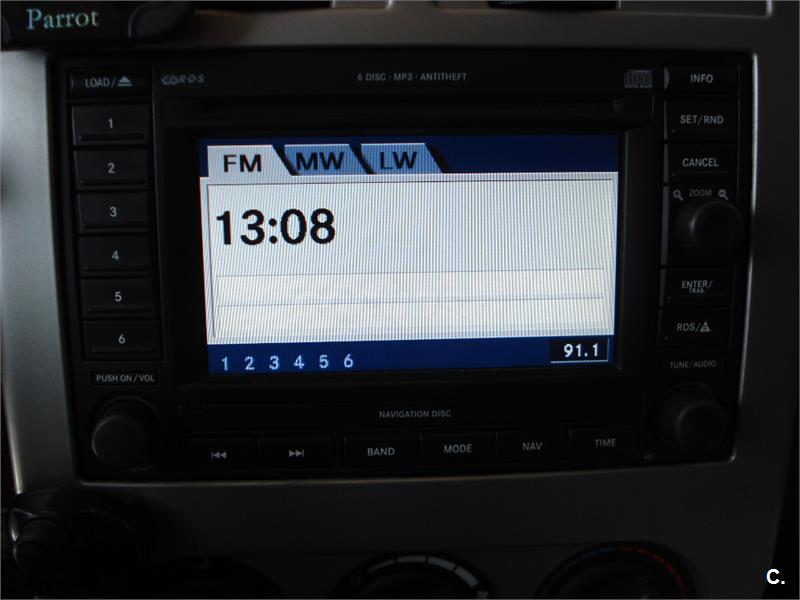 Parrot
LOAD/
6 DISC · MP3 · ANTITHEFT
INFO
1
2
3
4
5
6
SET/RND
CANCEL
ZOOM
ENTER/
TRAIL
RDS/
TUNE/AUDIO
PUSH ON / VOL
FM MW LW
13:08
1 2 3 4 5 6
91.1
NAVIGATION DISC
BAND
MODE
NAV
TIME
C.